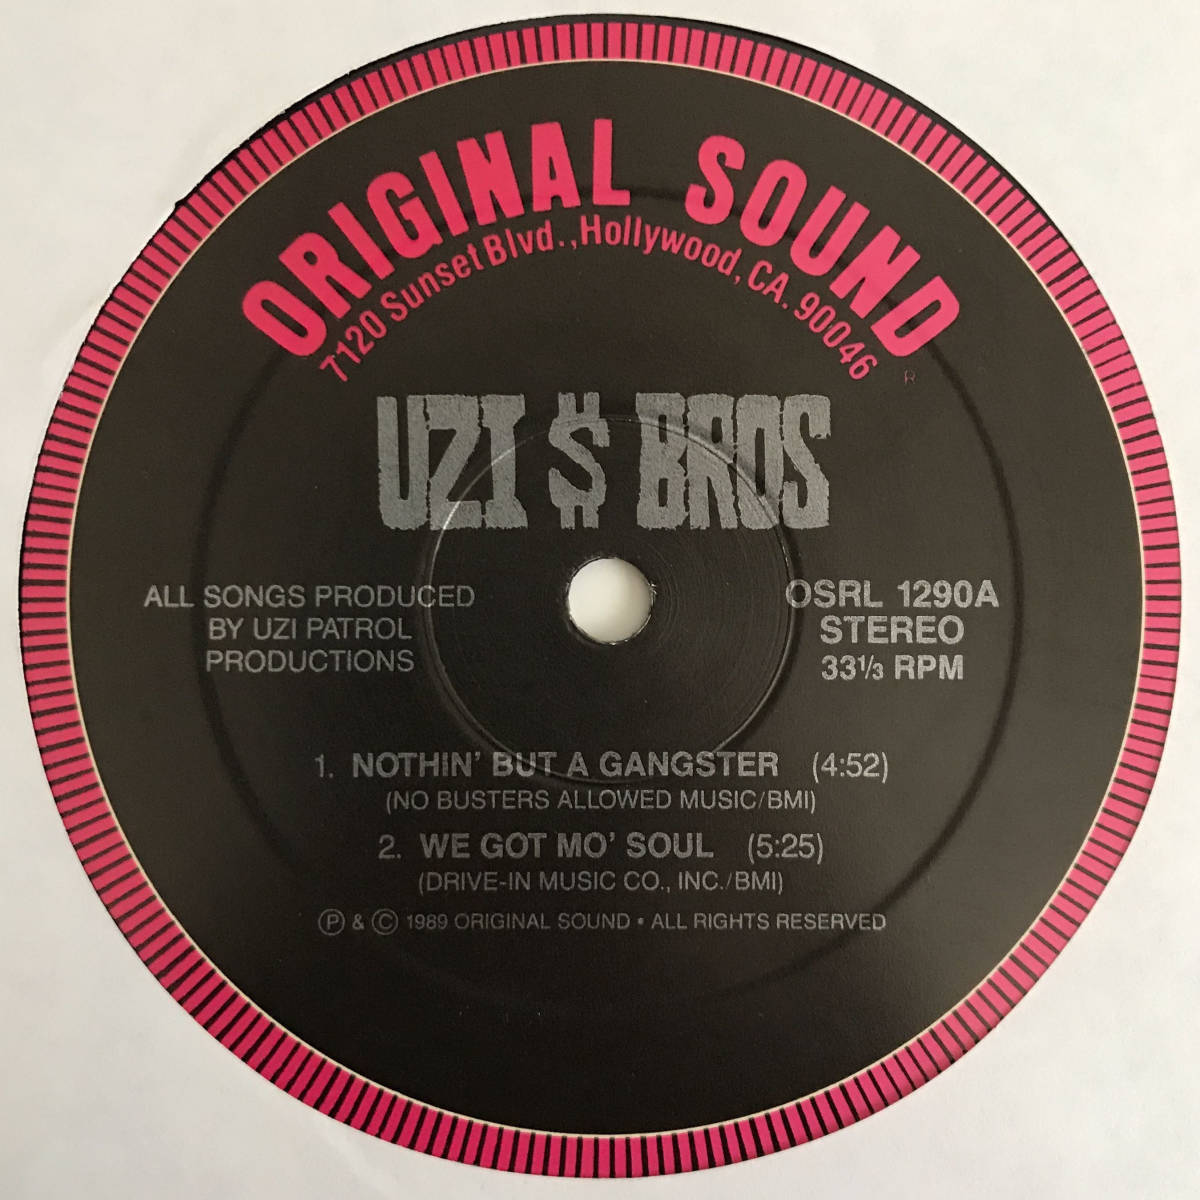 ORIGINAL SOUND
7120 Sunset Blvd., Hollywood, CA. 90046
R
UZI $ BROS
ALL SONGS PRODUCED
BY UZI PATROL
PRODUCTIONS
OSRL 1290A
STEREO
33⅓ RPM
1. NOTHIN' BUT A GANGSTER (4:52)
(NO BUSTERS ALLOWED MUSIC/BMI)
2. WE GOT MO' SOUL (5:25)
(DRIVE-IN MUSIC CO., INC./BMI)
Ⓟ & © 1989 ORIGINAL SOUND • ALL RIGHTS RESERVED